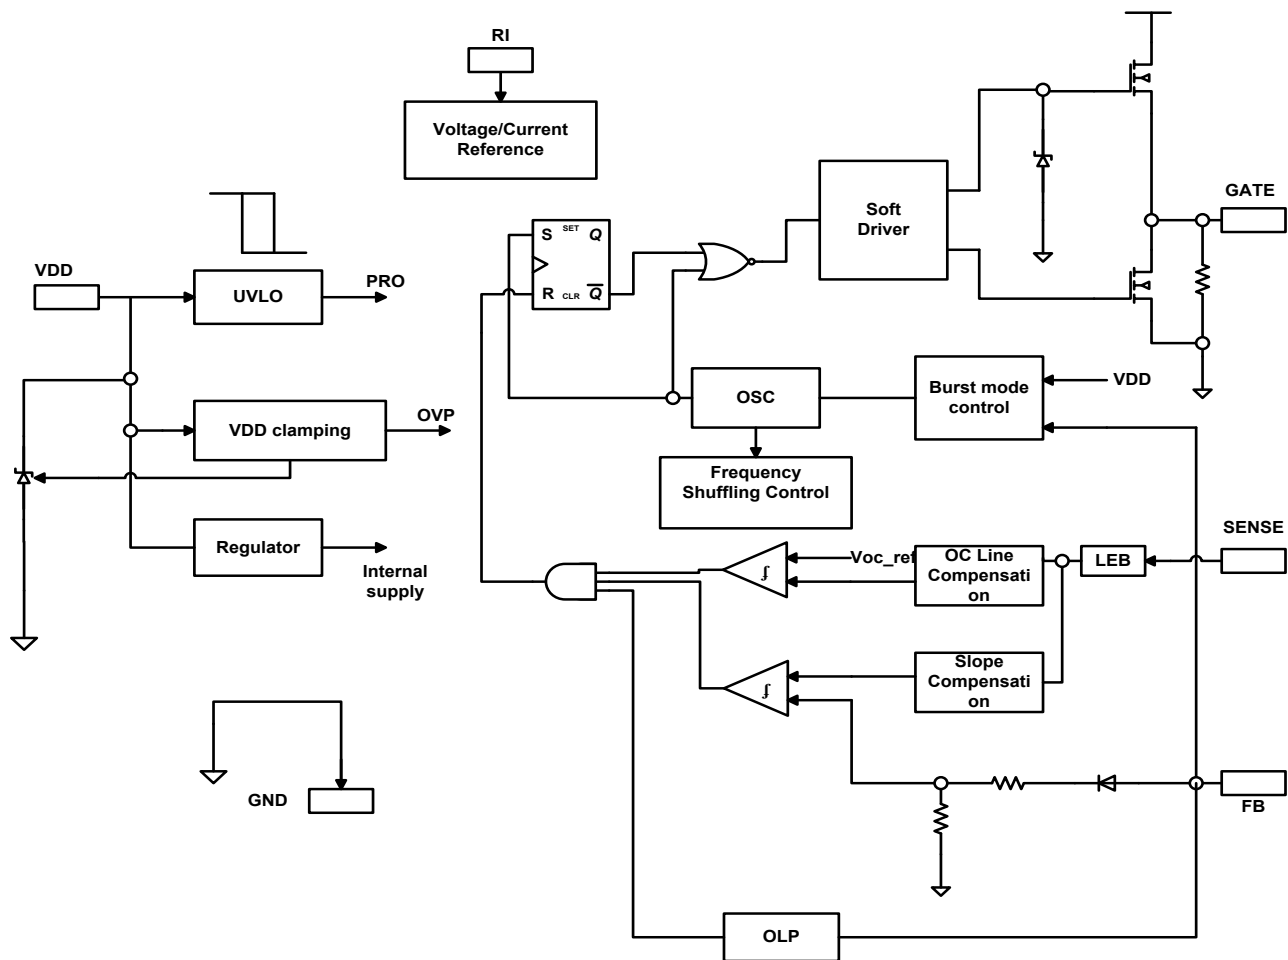 RI
Voltage/Current
Reference
Soft
Driver
GATE
S SET Q
R CLR Q
VDD
UVLO
PRO
VDD clamping
OVP
Regulator
Internal
supply
OSC
Burst mode
control
VDD
Frequency
Shuffling Control
Voc_ref
OC Line
Compensati
on
LEB
SENSE
Slope
Compensati
on
GND
FB
OLP